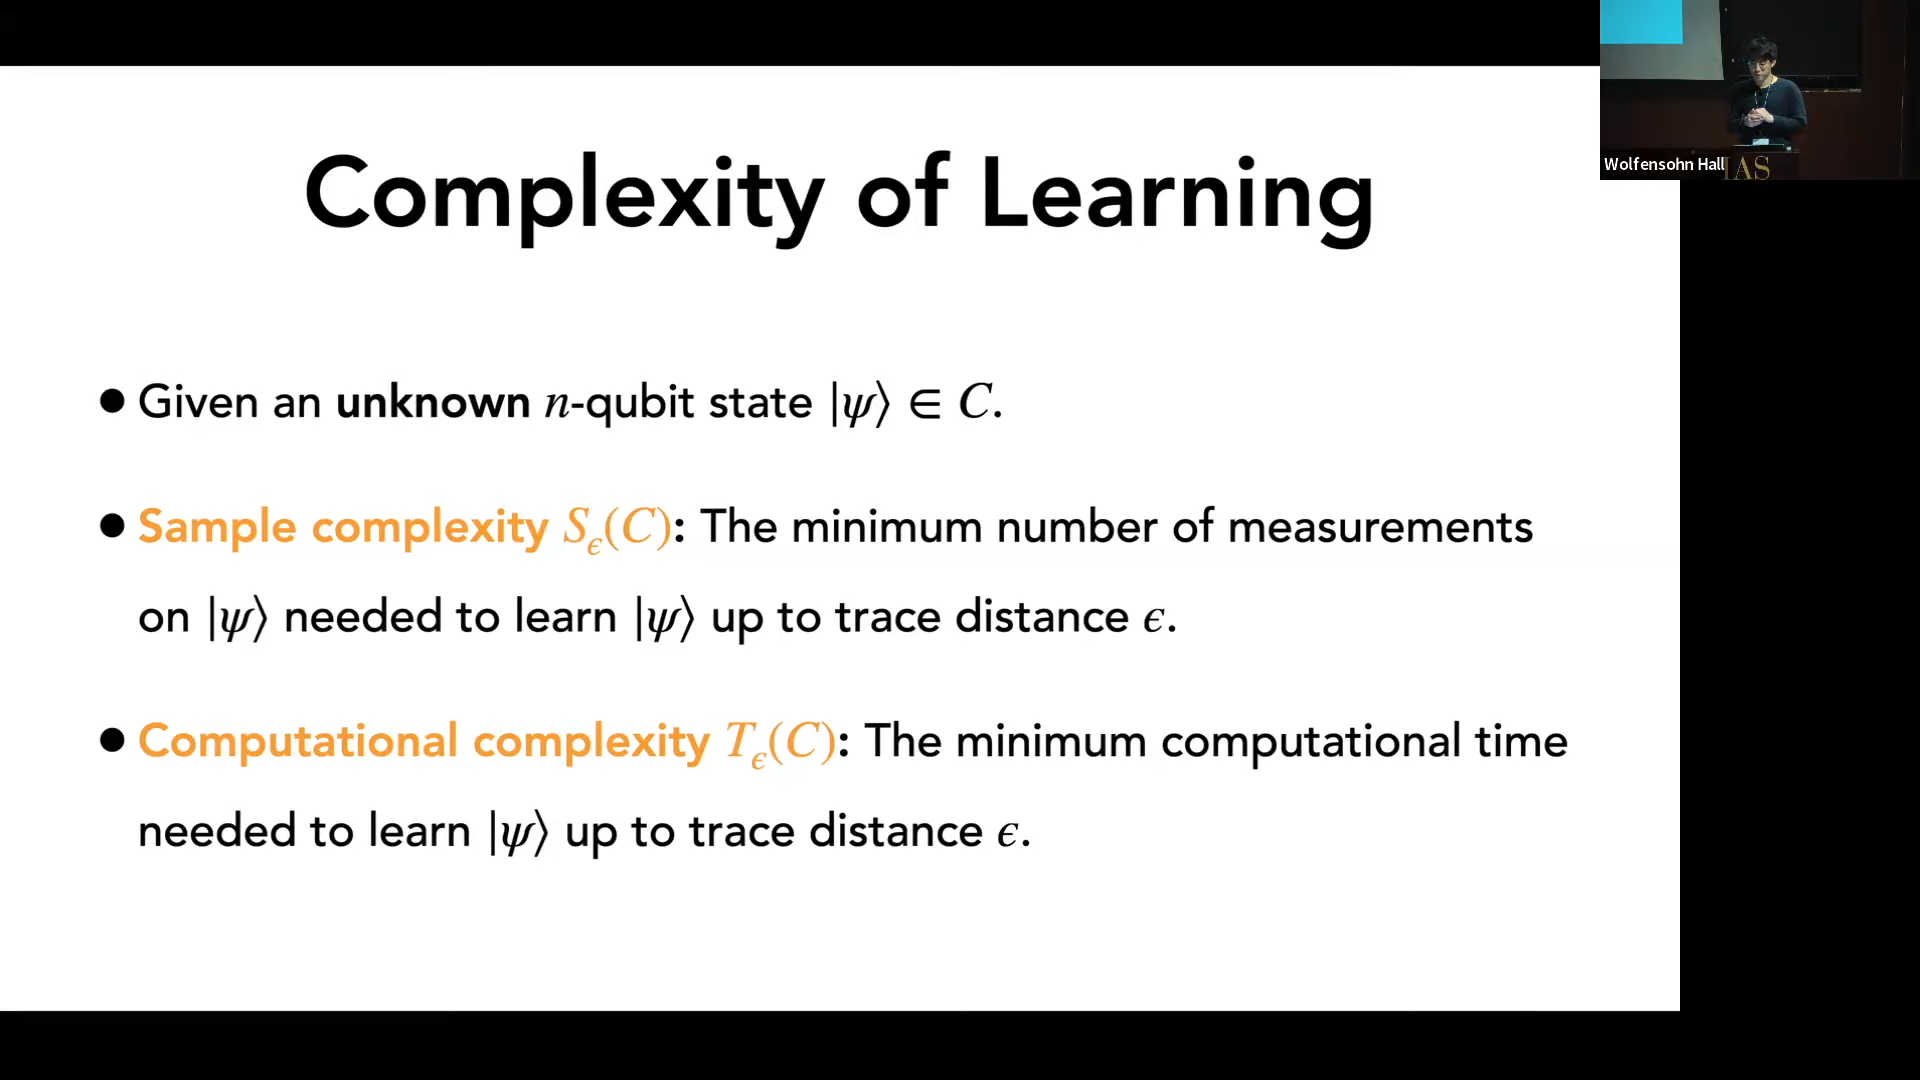 Complexity of Learning
● Given an unknown n-qubit state |ψ⟩ ∈ C.
● Sample complexity S_ϵ(C): The minimum number of measurements
on |ψ⟩ needed to learn |ψ⟩ up to trace distance ϵ.
● Computational complexity T_ϵ(C): The minimum computational time
needed to learn |ψ⟩ up to trace distance ϵ.
Wolfensohn Hall
IAS